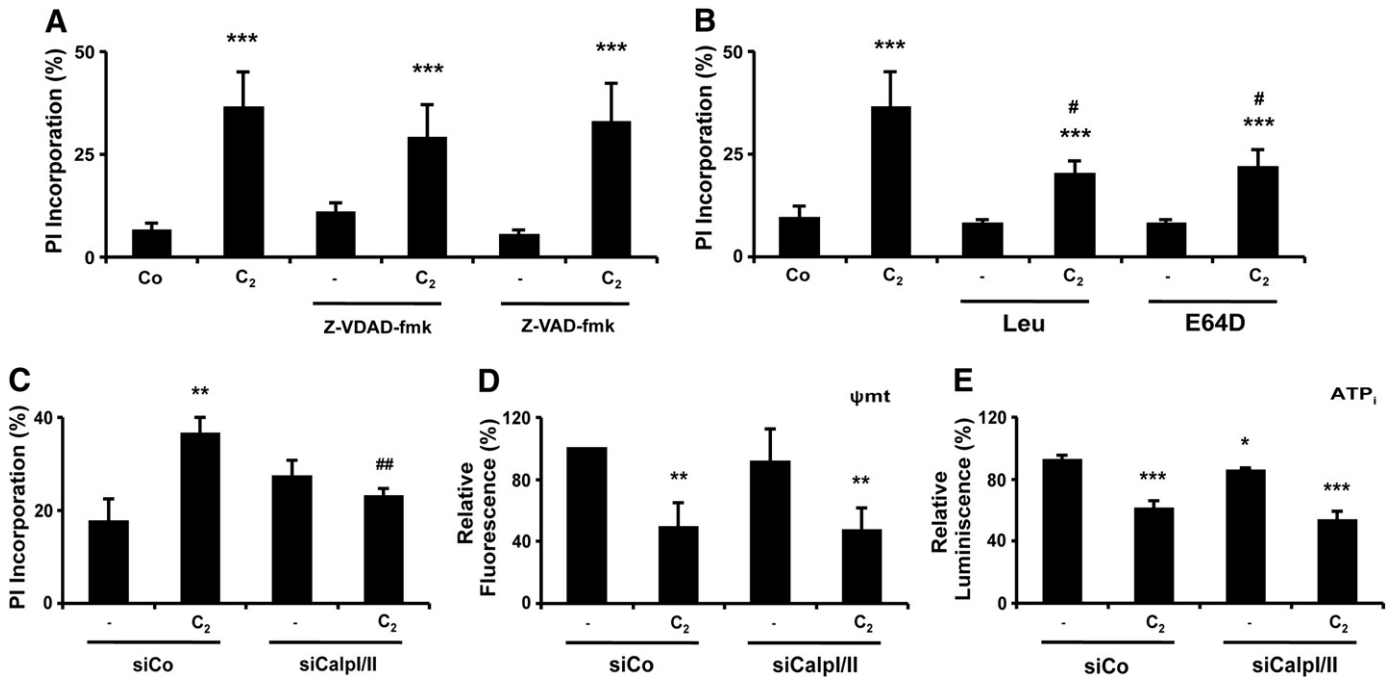 A
PI Incorporation (%)
50
25
0
***
***
***
Co
C₂
-
C₂
-
C₂
Z-VDAD-fmk
Z-VAD-fmk
B
PI Incorporation (%)
50
25
0
***
#
***
#
***
Co
C₂
-
C₂
-
C₂
Leu
E64D
C
PI Incorporation (%)
40
20
0
**
##
-
C₂
-
C₂
siCo
siCalpI/II
D
ψmt
Relative
Fluorescence (%)
120
80
40
0
**
**
-
C₂
-
C₂
siCo
siCalpI/II
E
ATPᵢ
Relative
Luminiscence (%)
120
80
40
0
***
*
***
-
C₂
-
C₂
siCo
siCalpI/II